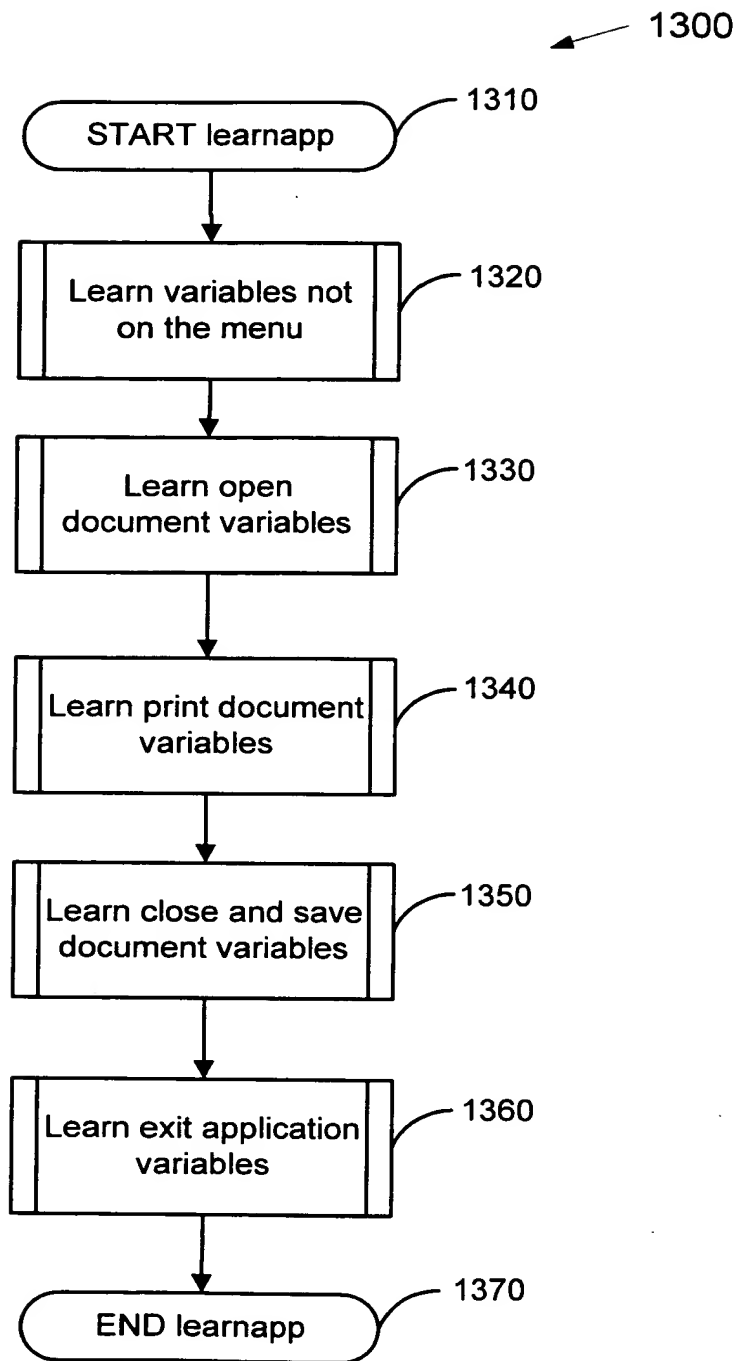 1300
START learnapp
1310
Learn variables not
on the menu
1320
Learn open
document variables
1330
Learn print document
variables
1340
Learn close and save
document variables
1350
Learn exit application
variables
1360
END learnapp
1370